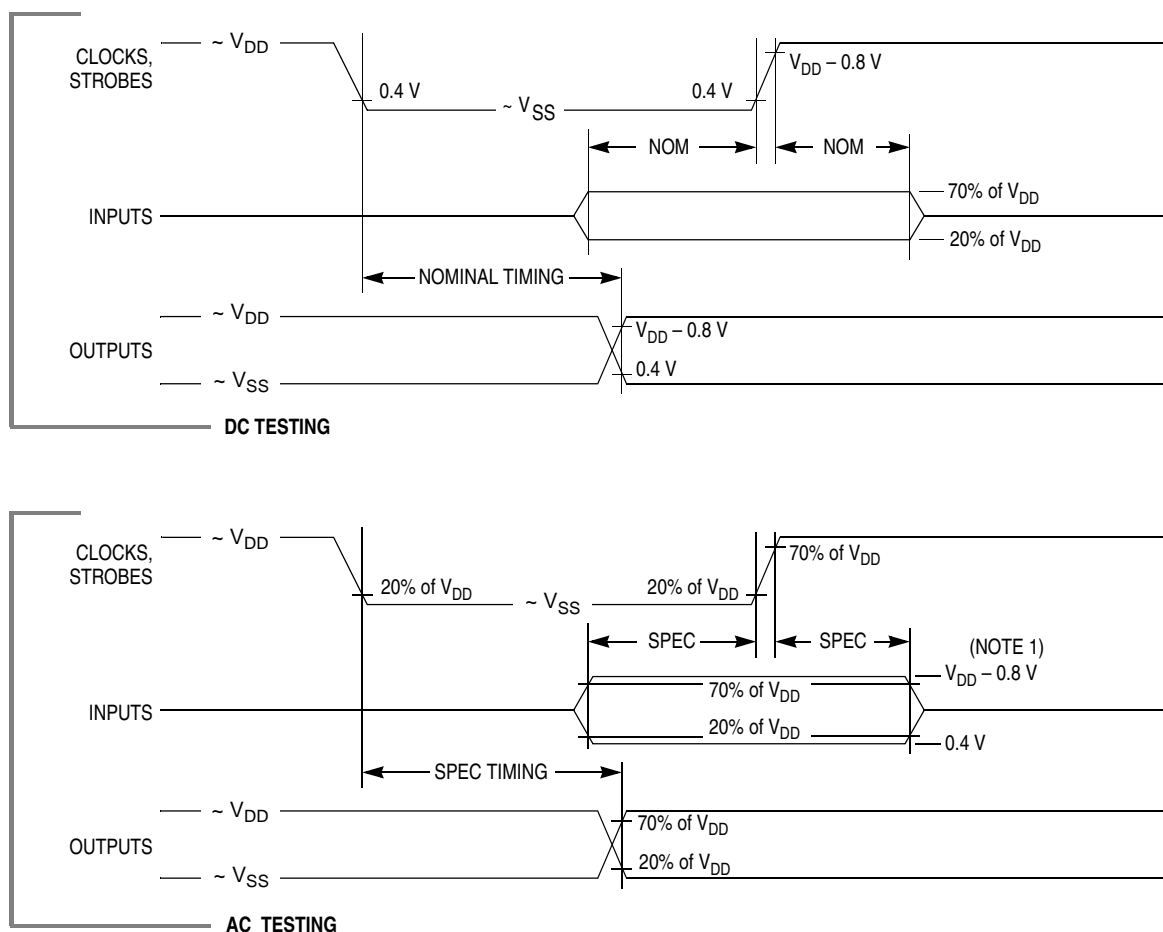 CLOCKS,
STROBES
~ VDD
0.4 V
~ VSS
0.4 V
VDD – 0.8 V
NOM
NOM
INPUTS
70% of VDD
20% of VDD
NOMINAL TIMING
OUTPUTS
~ VDD
VDD – 0.8 V
0.4 V
~ VSS
DC TESTING
CLOCKS,
STROBES
~ VDD
20% of VDD
~ VSS
20% of VDD
70% of VDD
SPEC
SPEC
(NOTE 1)
VDD – 0.8 V
INPUTS
70% of VDD
20% of VDD
0.4 V
SPEC TIMING
OUTPUTS
~ VDD
70% of VDD
20% of VDD
~ VSS
AC TESTING